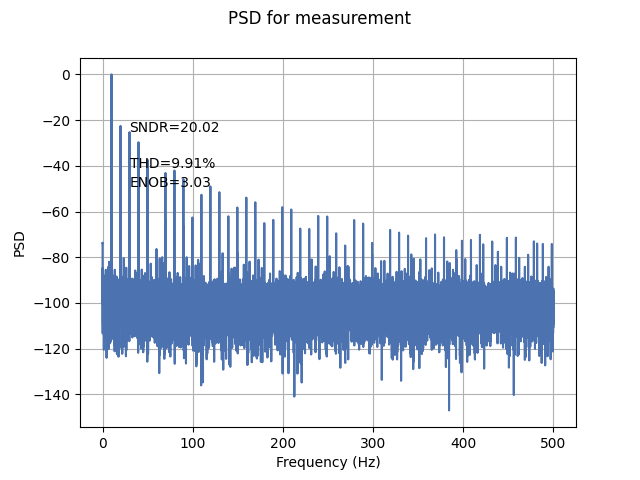 PSD for measurement
0
−20
−40
−60
−80
−100
−120
−140
PSD
SNDR=20.02
THD=9.91%
ENOB=3.03
0
100
200
300
400
500
Frequency (Hz)